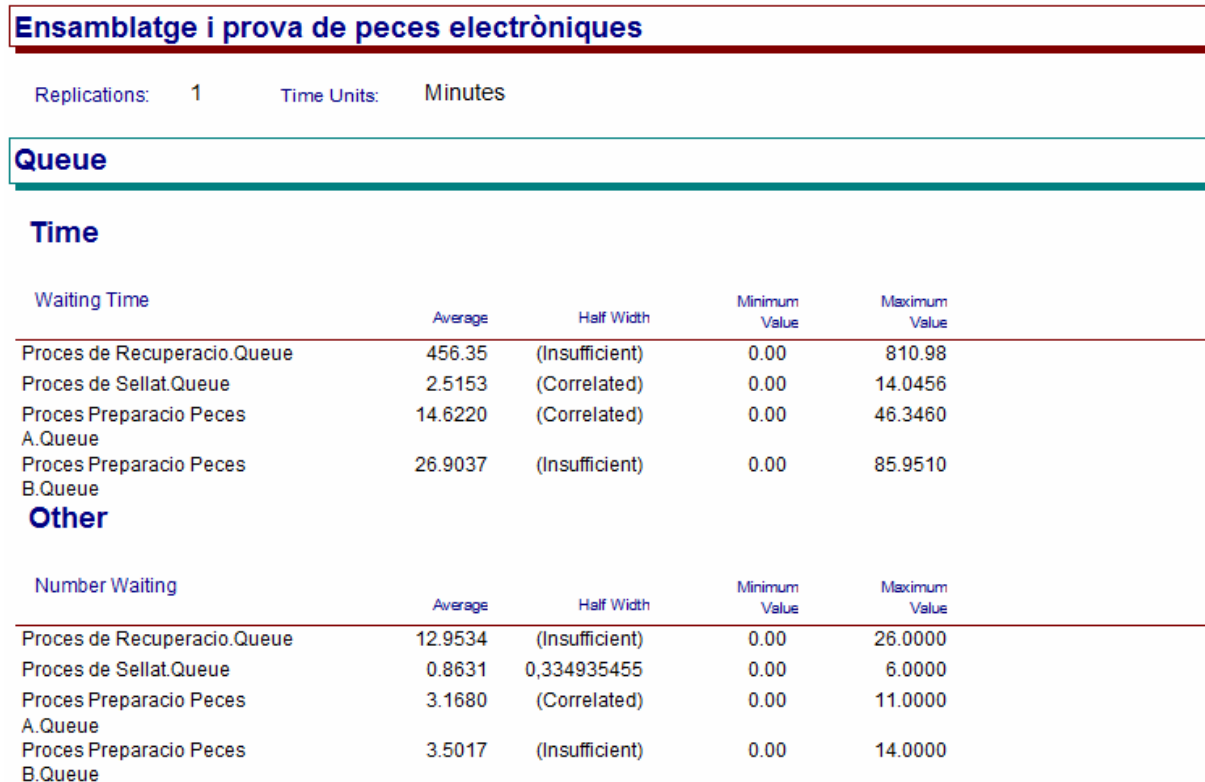 Ensamblatge i prova de peces electròniques
Replications: 1 Time Units: Minutes
Queue
Time
Waiting Time Average Half Width Minimum Value Maximum Value
Proces de Recuperacio.Queue 456.35 (Insufficient) 0.00 810.98
Proces de Sellat.Queue 2.5153 (Correlated) 0.00 14.0456
Proces Preparacio Peces 14.6220 (Correlated) 0.00 46.3460
A.Queue
Proces Preparacio Peces 26.9037 (Insufficient) 0.00 85.9510
B.Queue
Other
Number Waiting Average Half Width Minimum Value Maximum Value
Proces de Recuperacio.Queue 12.9534 (Insufficient) 0.00 26.0000
Proces de Sellat.Queue 0.8631 0,334935455 0.00 6.0000
Proces Preparacio Peces 3.1680 (Correlated) 0.00 11.0000
A.Queue
Proces Preparacio Peces 3.5017 (Insufficient) 0.00 14.0000
B.Queue